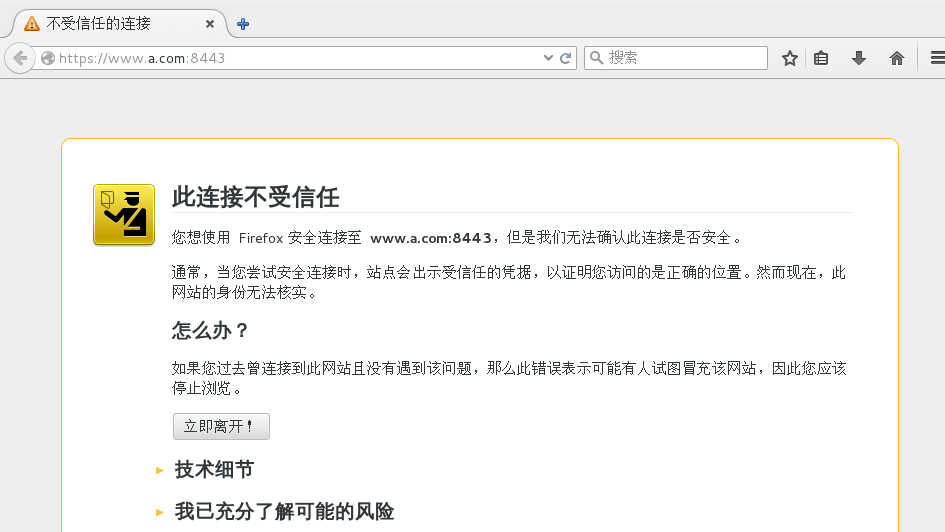 不受信任的连接
https://www.a.com:8443
搜索
此连接不受信任
您想使用 Firefox 安全连接至 www.a.com:8443，但是我们无法确认此连接是否安全。
通常，当您尝试安全连接时，站点会出示受信任的凭据，以证明您访问的是正确的位置。然而现在，此
网站的身份无法核实。
怎么办？
如果您过去曾连接到此网站且没有遇到该问题，那么此错误表示可能有人试图冒充该网站，因此您应该
停止浏览。
立即离开！
技术细节
我已充分了解可能的风险